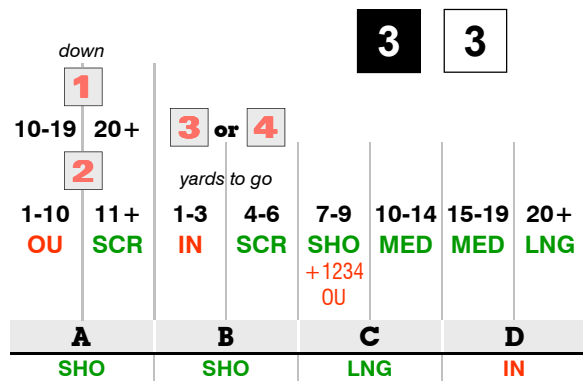 3 3
down
1
10-19 20+ 3 or 4
2 yards to go
1-10 11+ 1-3 4-6 7-9 10-14 15-19 20+
OU SCR IN SCR SHO MED MED LNG
+1234
OU
A B C D
SHO SHO LNG IN